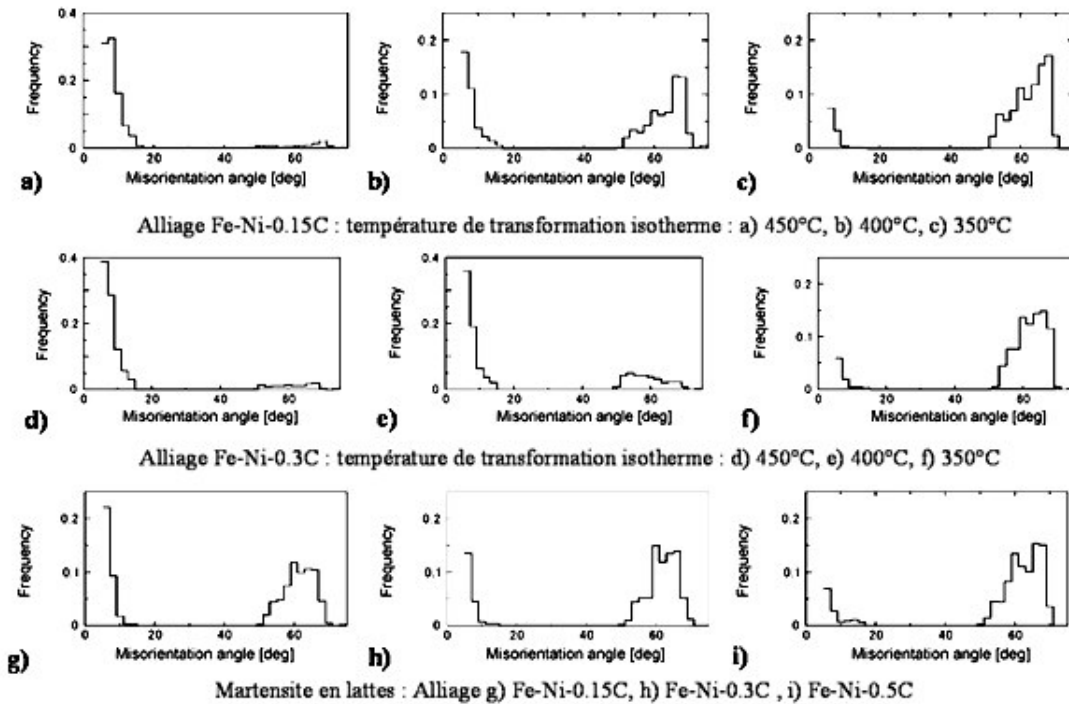 Frequency
0.4
0.2
0
0 20 40 60
Misorientation angle [deg]
a)
Frequency
0.2
0.1
0
0 20 40 60
Misorientation angle [deg]
b)
Frequency
0.2
0.1
0
0 20 40 60
Misorientation angle [deg]
c)
Alliage Fe-Ni-0.15C : température de transformation isotherme : a) 450°C, b) 400°C, c) 350°C
Frequency
0.4
0.2
0
0 20 40 60
Misorientation angle [deg]
d)
Frequency
0.4
0.2
0
0 20 40 60
Misorientation angle [deg]
e)
Frequency
0.2
0.1
0
0 20 40 60
Misorientation angle [deg]
f)
Alliage Fe-Ni-0.3C : température de transformation isotherme : d) 450°C, e) 400°C, f) 350°C
Frequency
0.2
0.1
0
0 20 40 60
Misorientation angle [deg]
g)
Frequency
0.2
0.1
0
0 20 40 60
Misorientation angle [deg]
h)
Frequency
0.2
0.1
0
0 20 40 60
Misorientation angle [deg]
i)
Martensite en lattes : Alliage g) Fe-Ni-0.15C, h) Fe-Ni-0.3C , i) Fe-Ni-0.5C